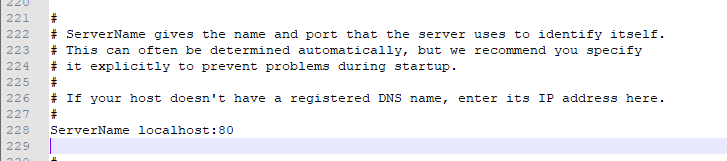 220
221 #
222 # ServerName gives the name and port that the server uses to identify itself.
223 # This can often be determined automatically, but we recommend you specify
224 # it explicitly to prevent problems during startup.
225 #
226 # If your host doesn't have a registered DNS name, enter its IP address here.
227 #
228 ServerName localhost:80
229
230 #